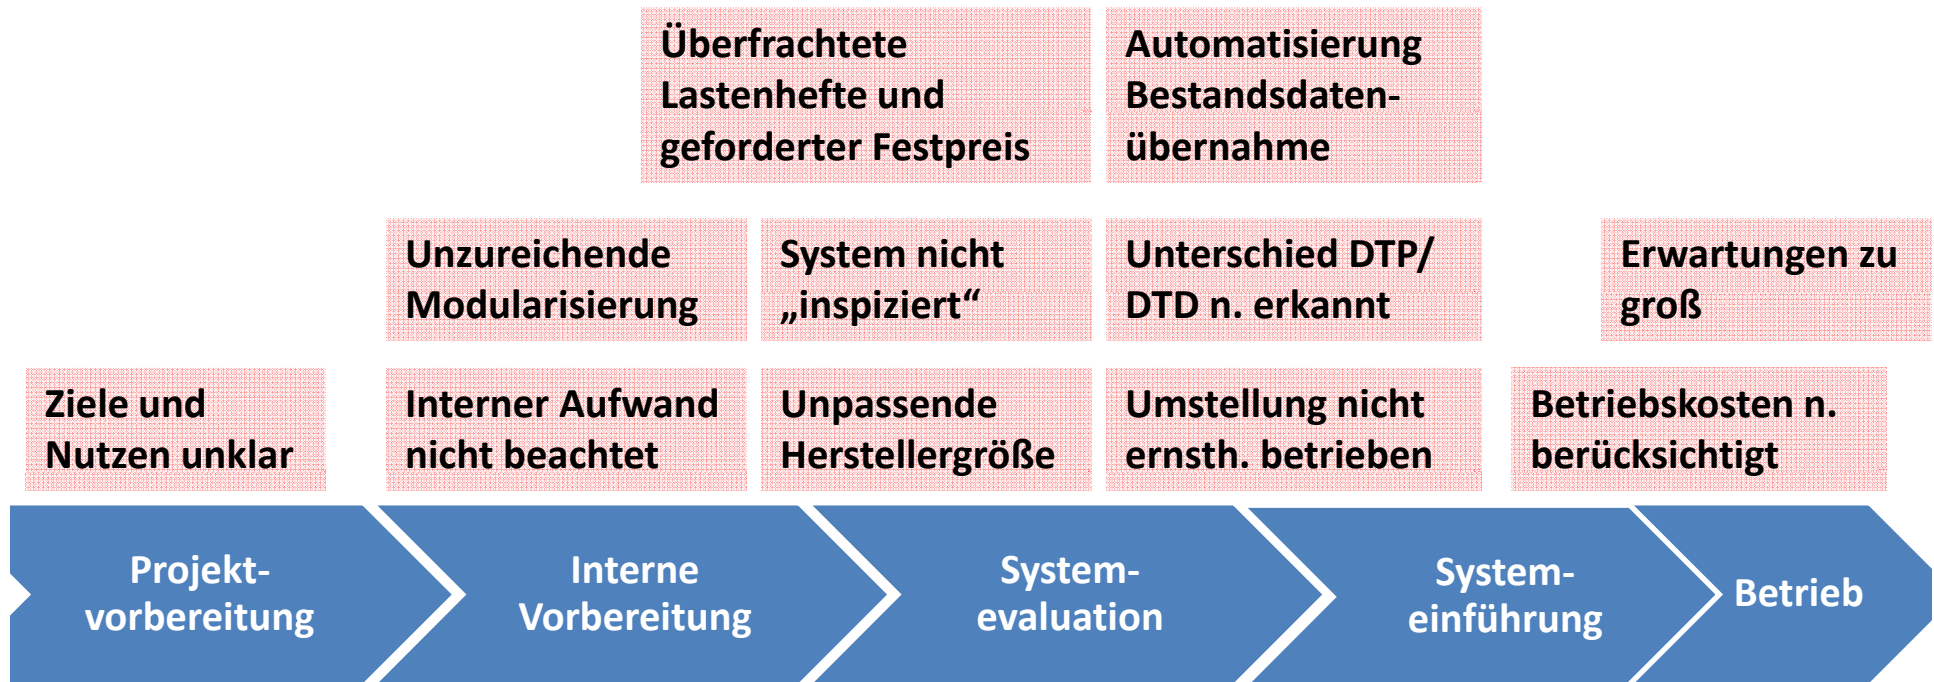 Überfrachtete
Lastenhefte und
geforderter Festpreis
Automatisierung
Bestandsdaten-
übernahme
Unzureichende
Modularisierung
System nicht
„inspiziert“
Unterschied DTP/
DTD n. erkannt
Erwartungen zu
groß
Ziele und
Nutzen unklar
Interner Aufwand
nicht beachtet
Unpassende
Herstellergröße
Umstellung nicht
ernsth. betrieben
Betriebskosten n.
berücksichtigt
Projekt-
vorbereitung
Interne
Vorbereitung
System-
evaluation
System-
einführung
Betrieb